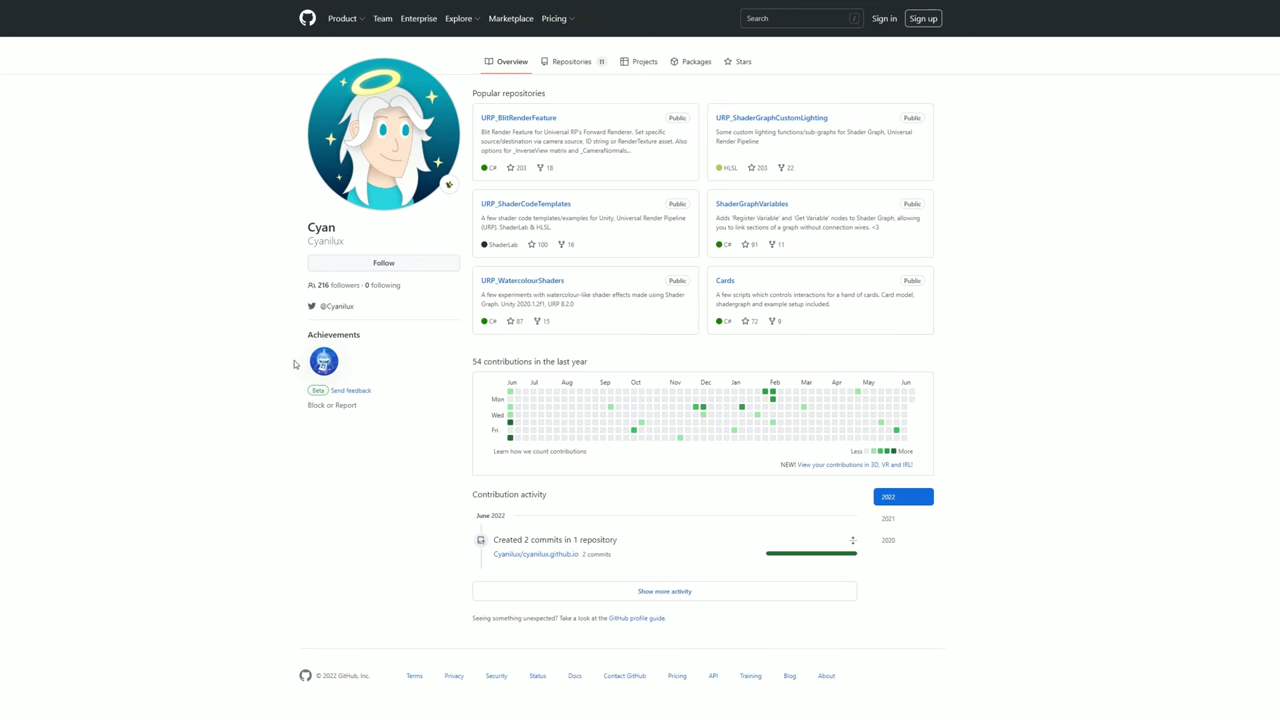 Product Team Enterprise Explore Marketplace Pricing Search / Sign in Sign up
Overview Repositories 11 Projects Packages Stars
Cyan
Cyanilux
Follow
216 followers · 0 following
@Cyanilux
Achievements
Beta Send feedback
Block or Report
Popular repositories
URP_BlitRenderFeature Public
Blit Render Feature for Universal RP's Forward Renderer. Set specific
source/destination via camera source, ID string or RenderTexture asset. Also
options for _InverseView matrix and _CameraNormals...
C# 203 18
URP_ShaderGraphCustomLighting Public
Some custom lighting functions/sub-graphs for Shader Graph, Universal
Render Pipeline
HLSL 203 22
URP_ShaderCodeTemplates Public
A few shader code templates/examples for Unity, Universal Render Pipeline
(URP). ShaderLab & HLSL.
ShaderLab 100 16
ShaderGraphVariables Public
Adds 'Register Variable' and 'Get Variable' nodes to Shader Graph, allowing
you to link sections of a graph without connection wires. <3
C# 91 11
URP_WatercolourShaders Public
A few experiments with watercolour-like shader effects made using Shader
Graph. Unity 2020.1.2f1, URP 8.2.0
C# 87 15
Cards Public
A few scripts which controls interactions for a hand of cards. Card model,
shadergraph and example setup included.
C# 72 9
54 contributions in the last year
Jun Jul Aug Sep Oct Nov Dec Jan Feb Mar Apr May Jun
Mon
Wed
Fri
Learn how we count contributions Less More
NEW! View your contributions in 3D, VR and IRL!
Contribution activity
2022
2021
2020
June 2022
Created 2 commits in 1 repository
Cyanilux/cyanilux.github.io 2 commits
Show more activity
Seeing something unexpected? Take a look at the GitHub profile guide.
© 2022 GitHub, Inc. Terms Privacy Security Status Docs Contact GitHub Pricing API Training Blog About